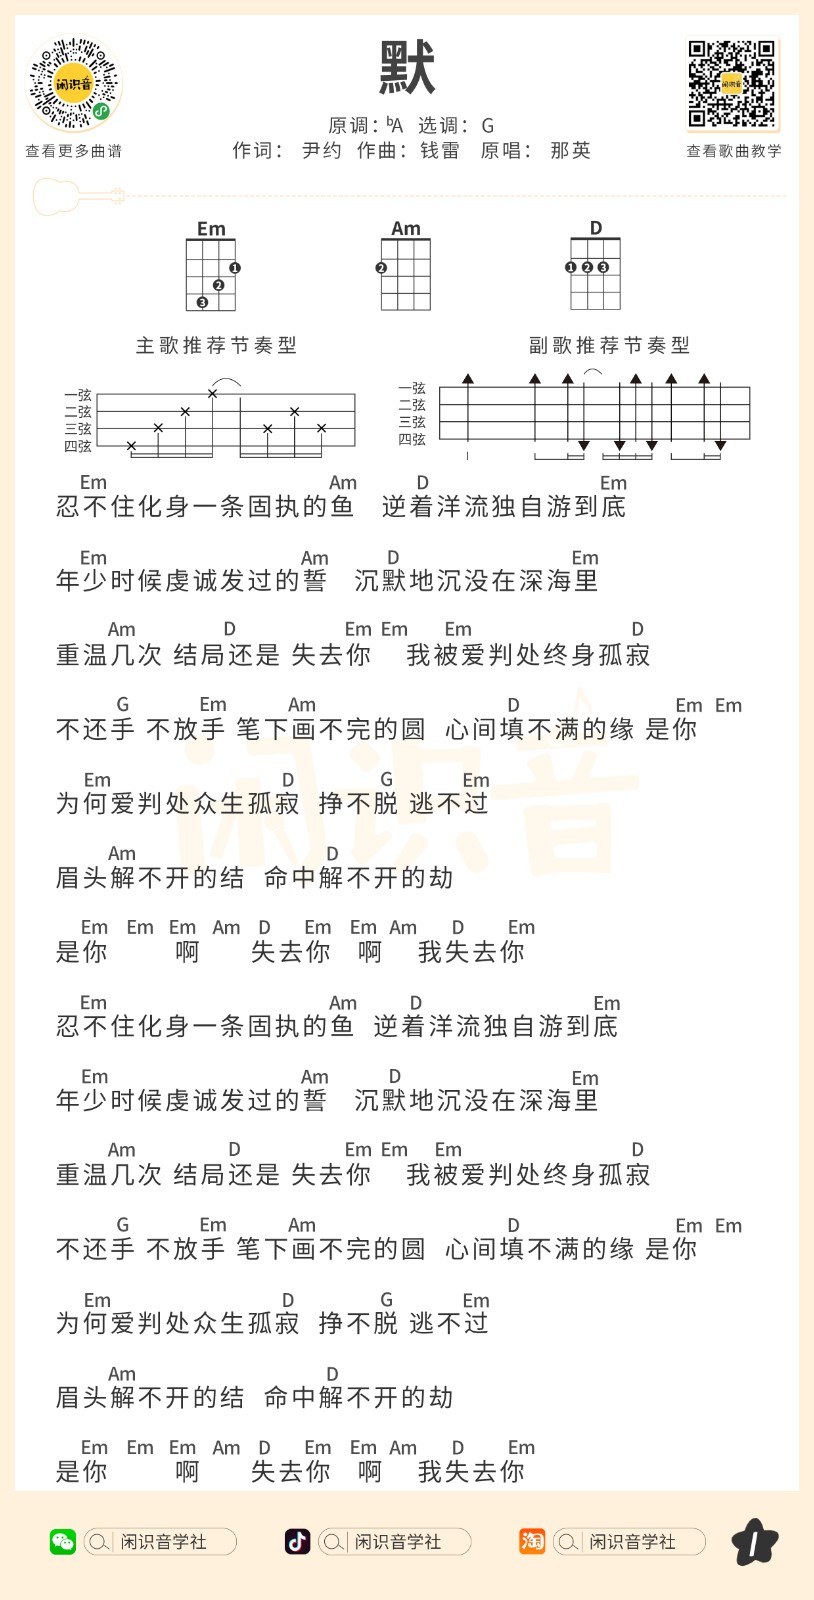 默
闲识音
闲识音
原调：ᵇA 选调：G
查看更多曲谱
作词： 尹约 作曲：钱雷 原唱： 那英
查看歌曲教学
Em Am D
1 2 3
2
1 2 3
主歌推荐节奏型 副歌推荐节奏型
一弦 一弦
二弦 二弦
三弦 三弦
四弦 四弦
Em Am D Em
忍不住化身一条固执的鱼 逆着洋流独自游到底
Em Am D Em
年少时候虔诚发过的誓 沉默地沉没在深海里
Am D Em Em Em D
重温几次 结局还是 失去你 我被爱判处终身孤寂
G Em Am D Em Em
不还手 不放手 笔下画不完的圆 心间填不满的缘 是你
Em D G Em
为何爱判处众生孤寂 挣不脱 逃不过
Am D
眉头解不开的结 命中解不开的劫
Em Em Em Am D Em Em Am D Em
是你 啊 失去你 啊 我失去你
Em Am D Em
忍不住化身一条固执的鱼 逆着洋流独自游到底
Em Am D Em
年少时候虔诚发过的誓 沉默地沉没在深海里
Am D Em Em Em D
重温几次 结局还是 失去你 我被爱判处终身孤寂
G Em Am D Em Em
不还手 不放手 笔下画不完的圆 心间填不满的缘 是你
Em D G Em
为何爱判处众生孤寂 挣不脱 逃不过
Am D
眉头解不开的结 命中解不开的劫
Em Em Em Am D Em Em Am D Em
是你 啊 失去你 啊 我失去你
闲识音
闲识音学社 闲识音学社 淘 闲识音学社 1